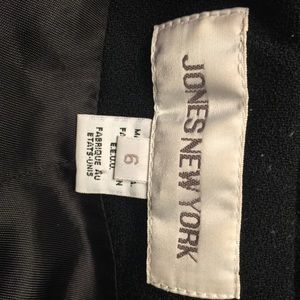 JONES NEW YORK
6
E.E.U.U.
FABRIQUE AU
ETATS-UNIS